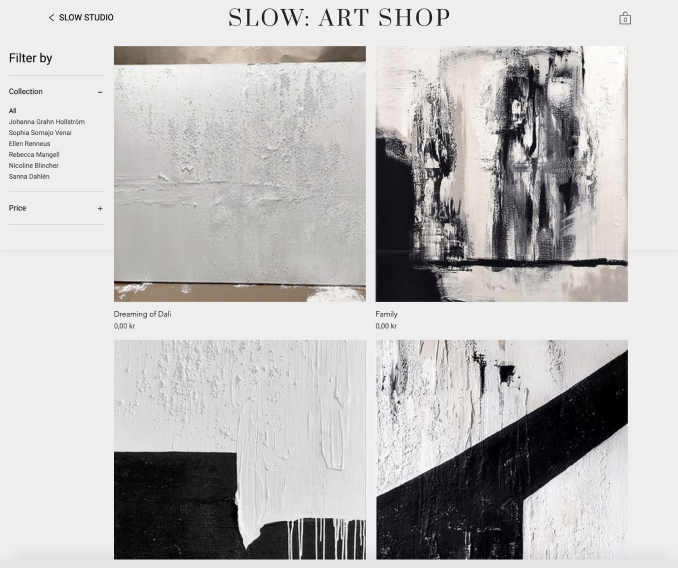 SLOW STUDIO
SLOW: ART SHOP
0
Filter by
Collection
All
Johanna Grahn Hollström
Sophia Somajo Venai
Ellen Renneus
Rebecca Mangell
Nicoline Blincher
Sanna Dahlén
Price
Dreaming of Dali
0,00 kr
Family
0,00 kr